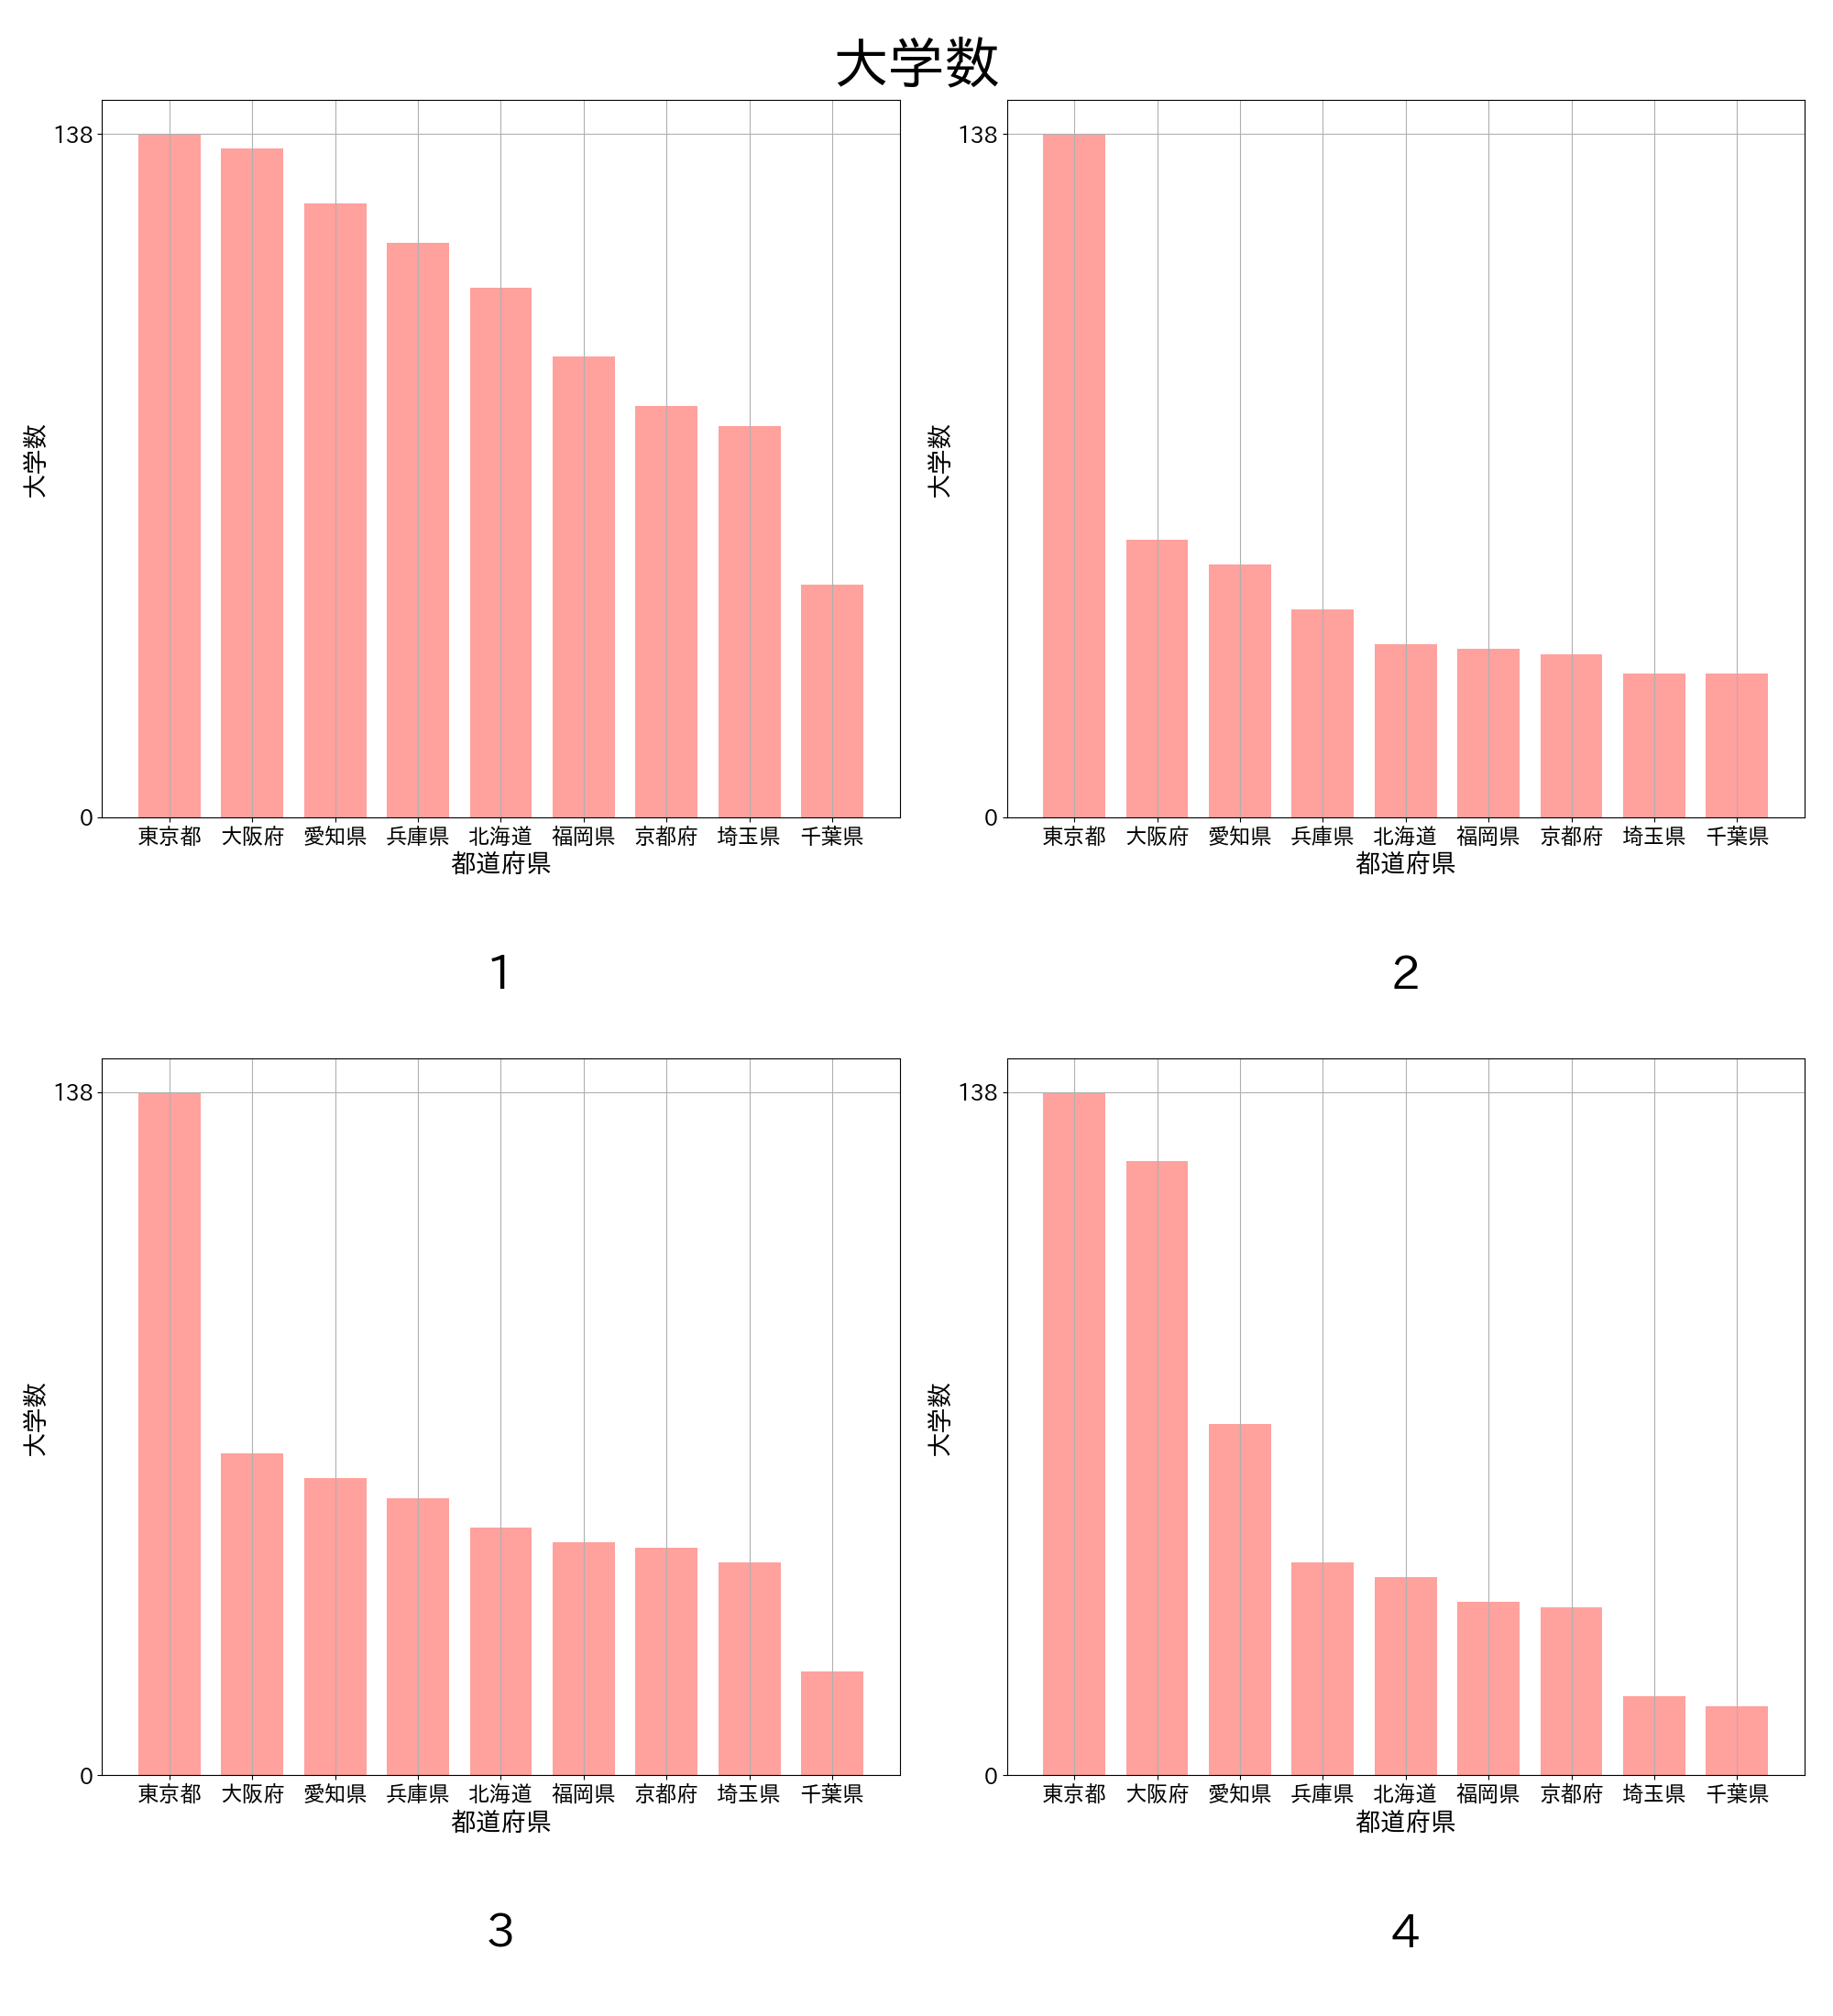 大学数
138
0
大学数
東京都 大阪府 愛知県 兵庫県 北海道 福岡県 京都府 埼玉県 千葉県
都道府県
1
138
0
大学数
東京都 大阪府 愛知県 兵庫県 北海道 福岡県 京都府 埼玉県 千葉県
都道府県
2
138
0
大学数
東京都 大阪府 愛知県 兵庫県 北海道 福岡県 京都府 埼玉県 千葉県
都道府県
3
138
0
大学数
東京都 大阪府 愛知県 兵庫県 北海道 福岡県 京都府 埼玉県 千葉県
都道府県
4